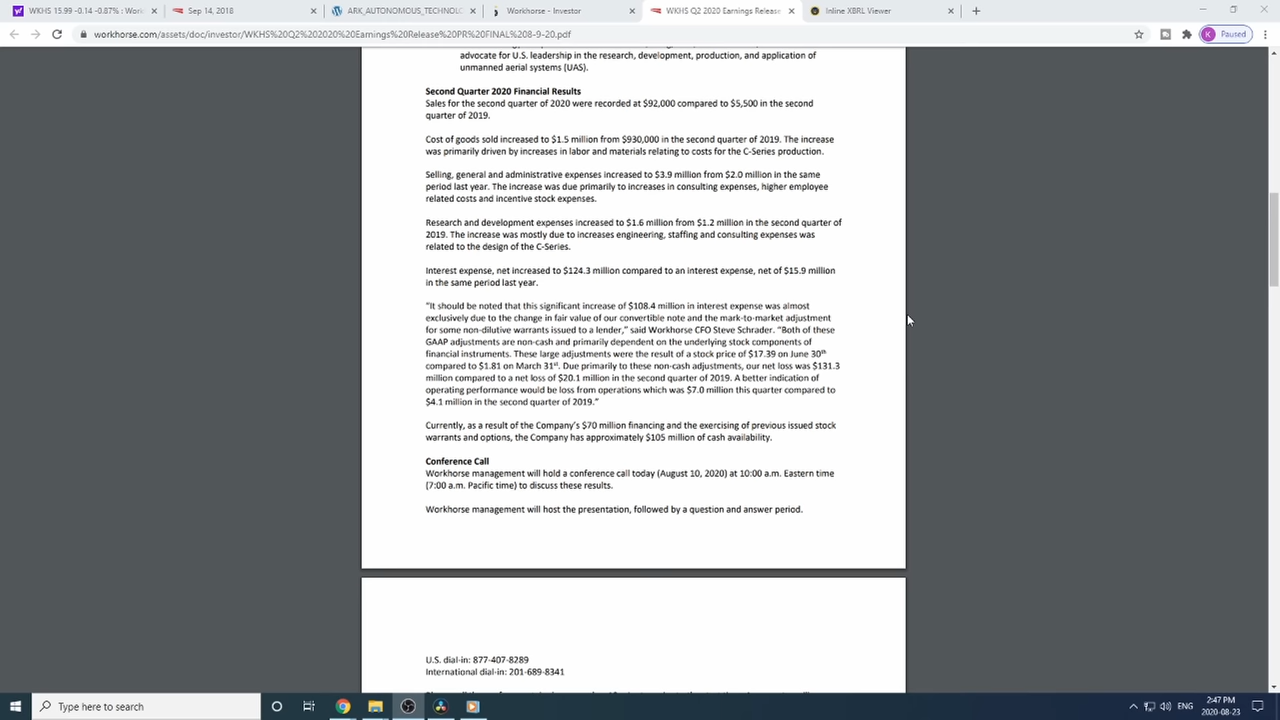 WKHS 15.99 -0.14 -0.87% : Work
Sep 14, 2018
ARK_AUTONOMOUS_TECHNOLO
Workhorse - Investor
WKHS Q2 2020 Earnings Release
Inline XBRL Viewer
workhorse.com/assets/doc/investor/WKHS%20Q2%202020%20Earnings%20Release%20PR%20FINAL%208-9-20.pdf
K Paused
advocate for U.S. leadership in the research, development, production, and application of
unmanned aerial systems (UAS).
Second Quarter 2020 Financial Results
Sales for the second quarter of 2020 were recorded at $92,000 compared to $5,500 in the second
quarter of 2019.
Cost of goods sold increased to $1.5 million from $930,000 in the second quarter of 2019. The increase
was primarily driven by increases in labor and materials relating to costs for the C-Series production.
Selling, general and administrative expenses increased to $3.9 million from $2.0 million in the same
period last year. The increase was due primarily to increases in consulting expenses, higher employee
related costs and incentive stock expenses.
Research and development expenses increased to $1.6 million from $1.2 million in the second quarter of
2019. The increase was mostly due to increases engineering, staffing and consulting expenses was
related to the design of the C-Series.
Interest expense, net increased to $124.3 million compared to an interest expense, net of $15.9 million
in the same period last year.
"It should be noted that this significant increase of $108.4 million in interest expense was almost
exclusively due to the change in fair value of our convertible note and the mark-to-market adjustment
for some non-dilutive warrants issued to a lender," said Workhorse CFO Steve Schrader. "Both of these
GAAP adjustments are non-cash and primarily dependent on the underlying stock components of
financial instruments. These large adjustments were the result of a stock price of $17.39 on June 30th
compared to $1.81 on March 31st. Due primarily to these non-cash adjustments, our net loss was $131.3
million compared to a net loss of $20.1 million in the second quarter of 2019. A better indication of
operating performance would be loss from operations which was $7.0 million this quarter compared to
$4.1 million in the second quarter of 2019."
Currently, as a result of the Company's $70 million financing and the exercising of previous issued stock
warrants and options, the Company has approximately $105 million of cash availability.
Conference Call
Workhorse management will hold a conference call today (August 10, 2020) at 10:00 a.m. Eastern time
(7:00 a.m. Pacific time) to discuss these results.
Workhorse management will host the presentation, followed by a question and answer period.
U.S. dial-in: 877-407-8289
International dial-in: 201-689-8341
Type here to search
ENG
2:47 PM
2020-08-23